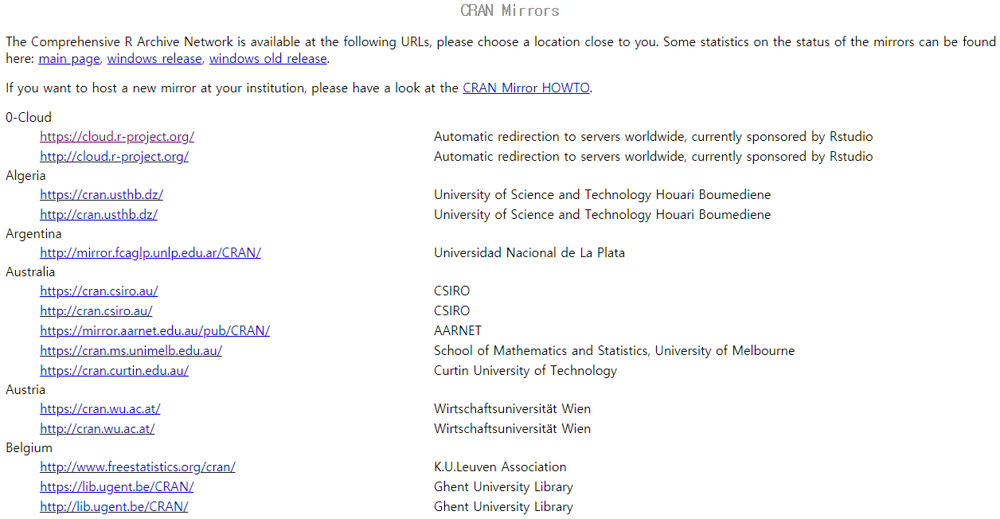 CRAN Mirrors
The Comprehensive R Archive Network is available at the following URLs, please choose a location close to you. Some statistics on the status of the mirrors can be found
here: main page, windows release, windows old release.
If you want to host a new mirror at your institution, please have a look at the CRAN Mirror HOWTO.
0-Cloud
https://cloud.r-project.org/ Automatic redirection to servers worldwide, currently sponsored by Rstudio
http://cloud.r-project.org/ Automatic redirection to servers worldwide, currently sponsored by Rstudio
Algeria
https://cran.usthb.dz/ University of Science and Technology Houari Boumediene
http://cran.usthb.dz/ University of Science and Technology Houari Boumediene
Argentina
http://mirror.fcaglp.unlp.edu.ar/CRAN/ Universidad Nacional de La Plata
Australia
https://cran.csiro.au/ CSIRO
http://cran.csiro.au/ CSIRO
https://mirror.aarnet.edu.au/pub/CRAN/ AARNET
https://cran.ms.unimelb.edu.au/ School of Mathematics and Statistics, University of Melbourne
https://cran.curtin.edu.au/ Curtin University of Technology
Austria
https://cran.wu.ac.at/ Wirtschaftsuniversität Wien
http://cran.wu.ac.at/ Wirtschaftsuniversität Wien
Belgium
http://www.freestatistics.org/cran/ K.U.Leuven Association
https://lib.ugent.be/CRAN/ Ghent University Library
http://lib.ugent.be/CRAN/ Ghent University Library